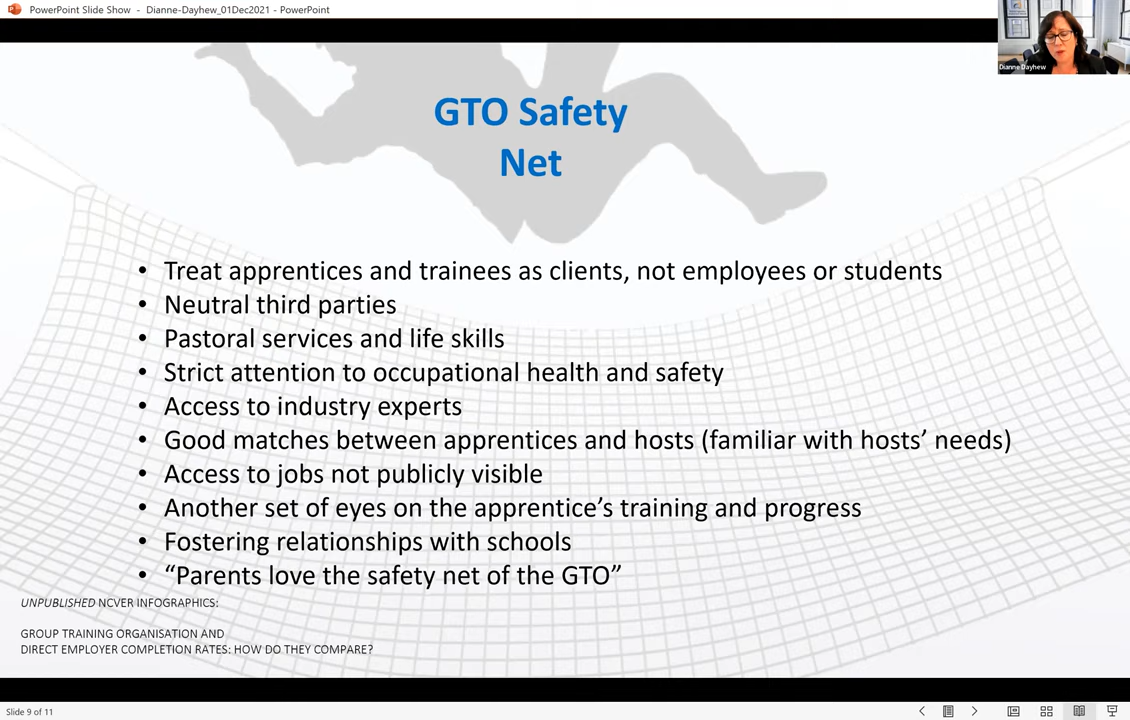 PowerPoint Slide Show - Dianne-Dayhew_01Dec2021 - PowerPoint
Dianne Dayhew
GTO Safety
Net
• Treat apprentices and trainees as clients, not employees or students
• Neutral third parties
• Pastoral services and life skills
• Strict attention to occupational health and safety
• Access to industry experts
• Good matches between apprentices and hosts (familiar with hosts’ needs)
• Access to jobs not publicly visible
• Another set of eyes on the apprentice’s training and progress
• Fostering relationships with schools
• “Parents love the safety net of the GTO”
UNPUBLISHED NCVER INFOGRAPHICS:
GROUP TRAINING ORGANISATION AND
DIRECT EMPLOYER COMPLETION RATES: HOW DO THEY COMPARE?
Slide 9 of 11